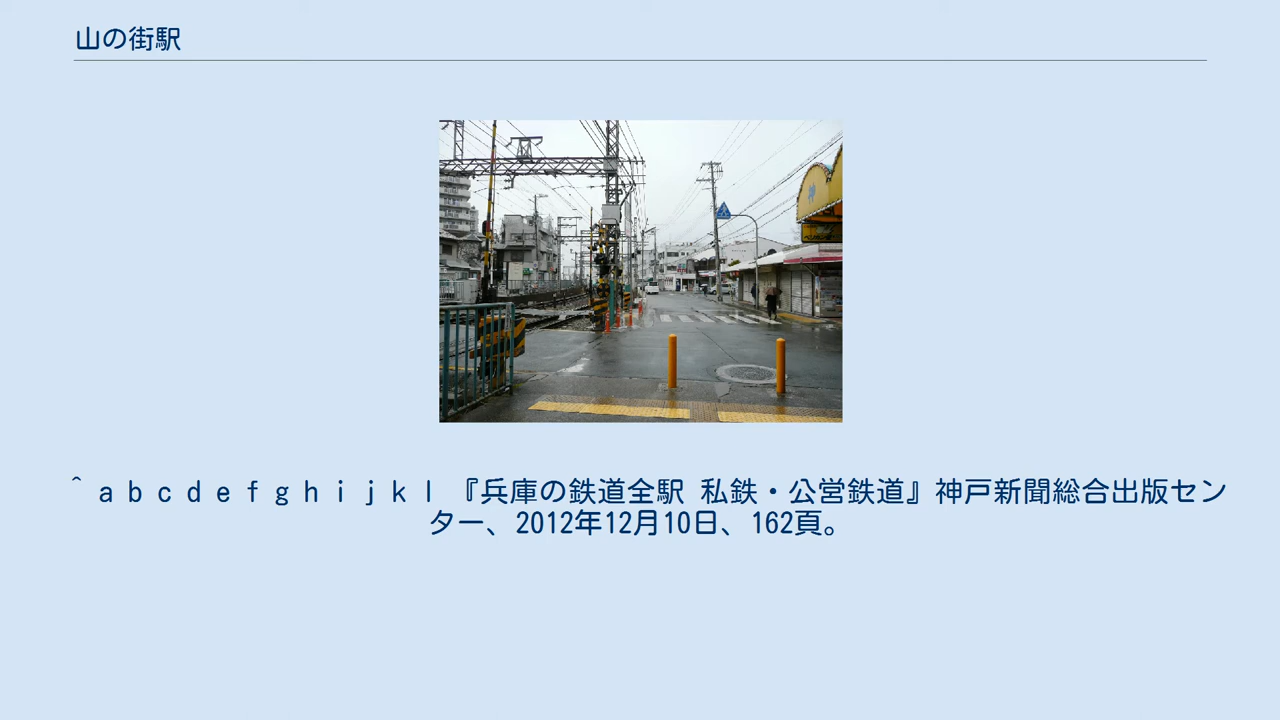 山の街駅
神
^ a b c d e f g h i j k l 『兵庫の鉄道全駅 私鉄・公営鉄道』神戸新聞総合出版セン
ター、2012年12月10日、162頁。